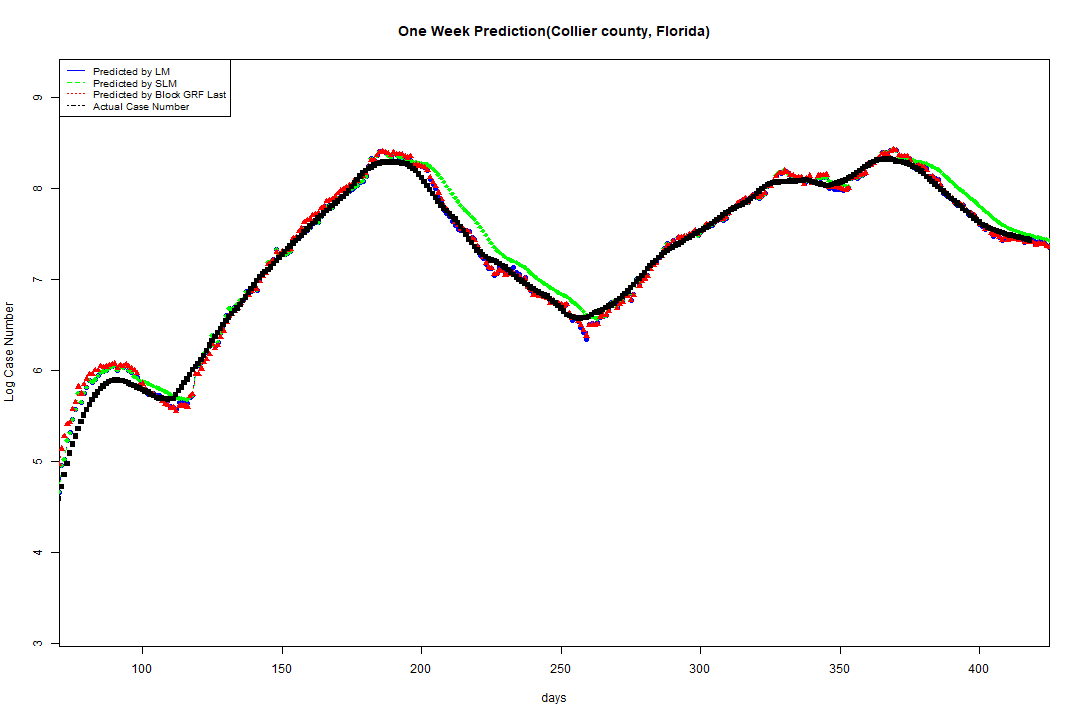 One Week Prediction(Collier county, Florida)
Predicted by LM
Predicted by SLM
Predicted by Block GRF Last
Actual Case Number
9
8
7
6
5
4
3
Log Case Number
100 150 200 250 300 350 400
days